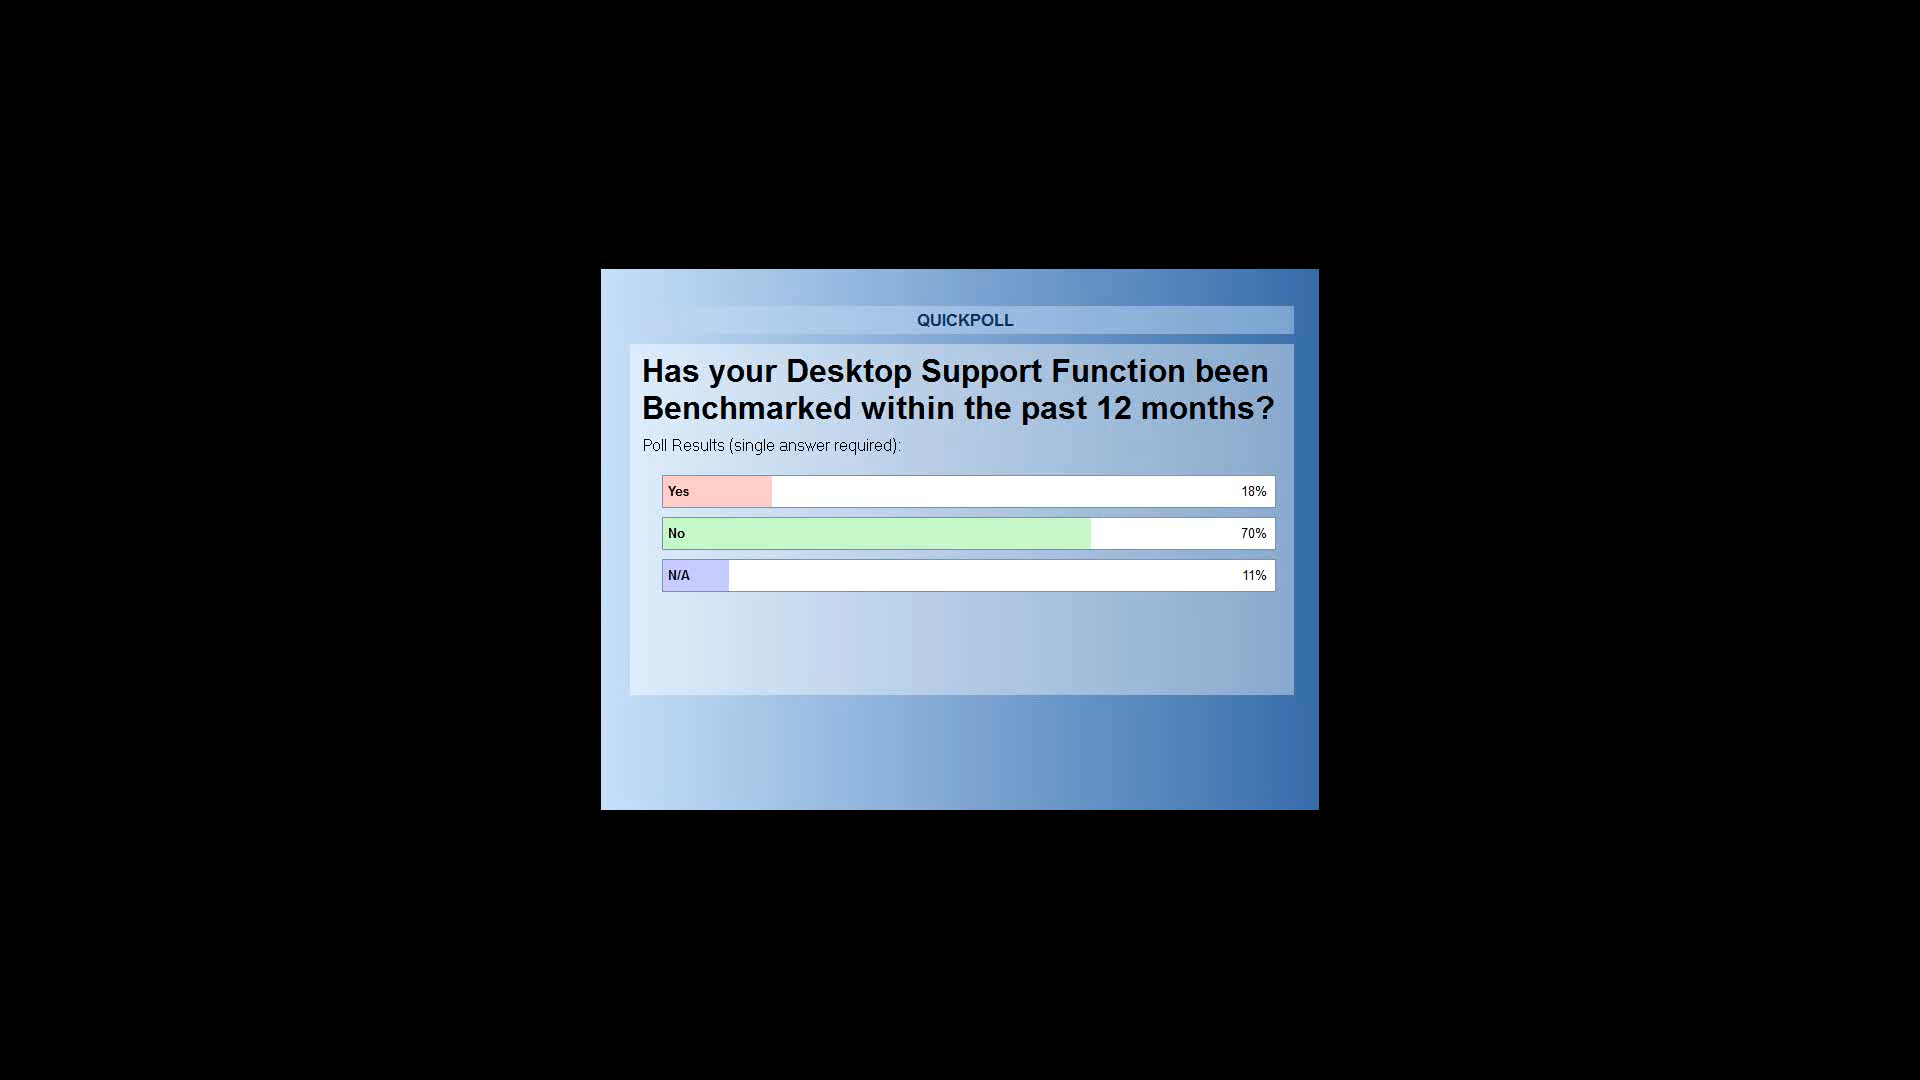 QUICKPOLL
Has your Desktop Support Function been
Benchmarked within the past 12 months?
Poll Results (single answer required):
Yes 18%
No 70%
N/A 11%